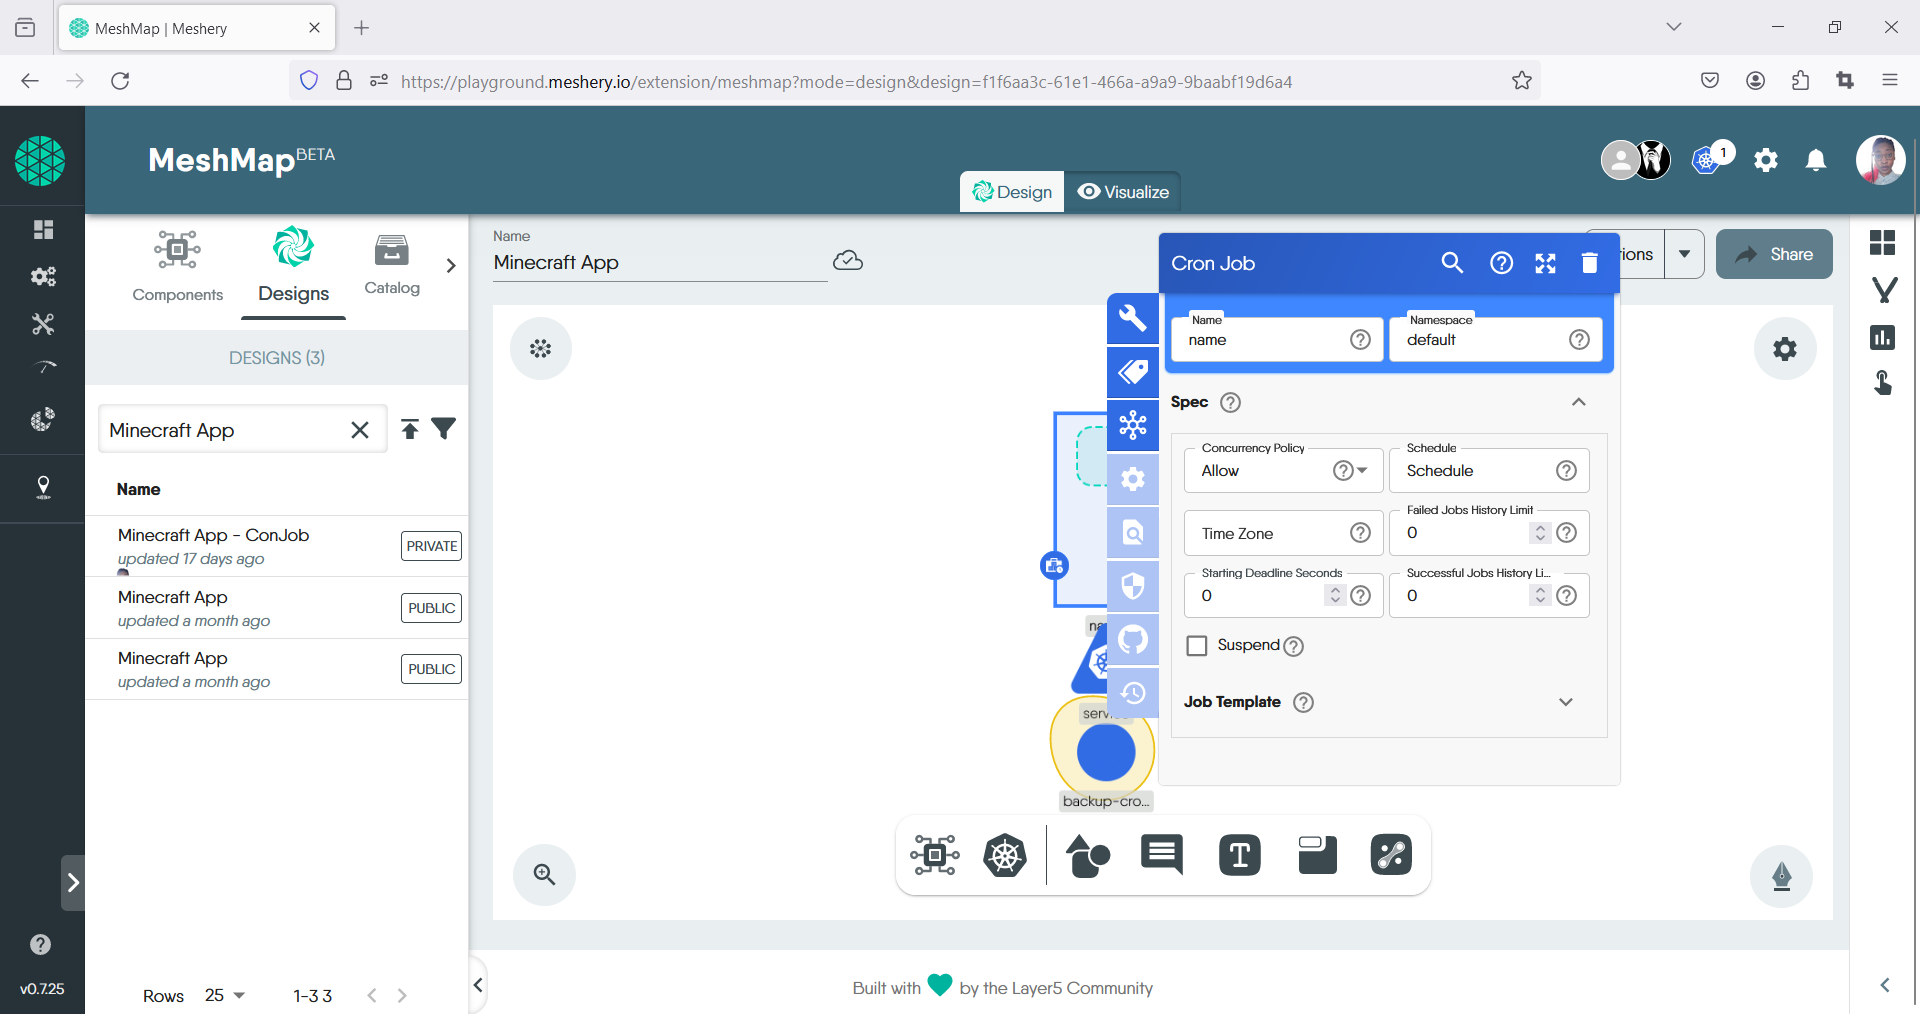 MeshMap | Meshery
https://playground.meshery.io/extension/meshmap?mode=design&design=f1f6aa3c-61e1-466a-a9a9-9baabf19d6a4
MeshMapBETA
1
Design
Visualize
Components
Designs
Catalog
DESIGNS (3)
Minecraft App
Name
Minecraft App - ConJob
updated 17 days ago
PRIVATE
Minecraft App
updated a month ago
PUBLIC
Minecraft App
updated a month ago
PUBLIC
Rows 25 1-3 3
v0.7.25
Name
Minecraft App
ions
Share
Cron Job
Name
name
Namespace
default
Spec
Concurrency Policy
Allow
Schedule
Schedule
Time Zone
Failed Jobs History Limit
0
Starting Deadline Seconds
0
Successful Jobs History Li...
0
Suspend
Job Template
na
servi
backup-cro...
T
Built with by the Layer5 Community